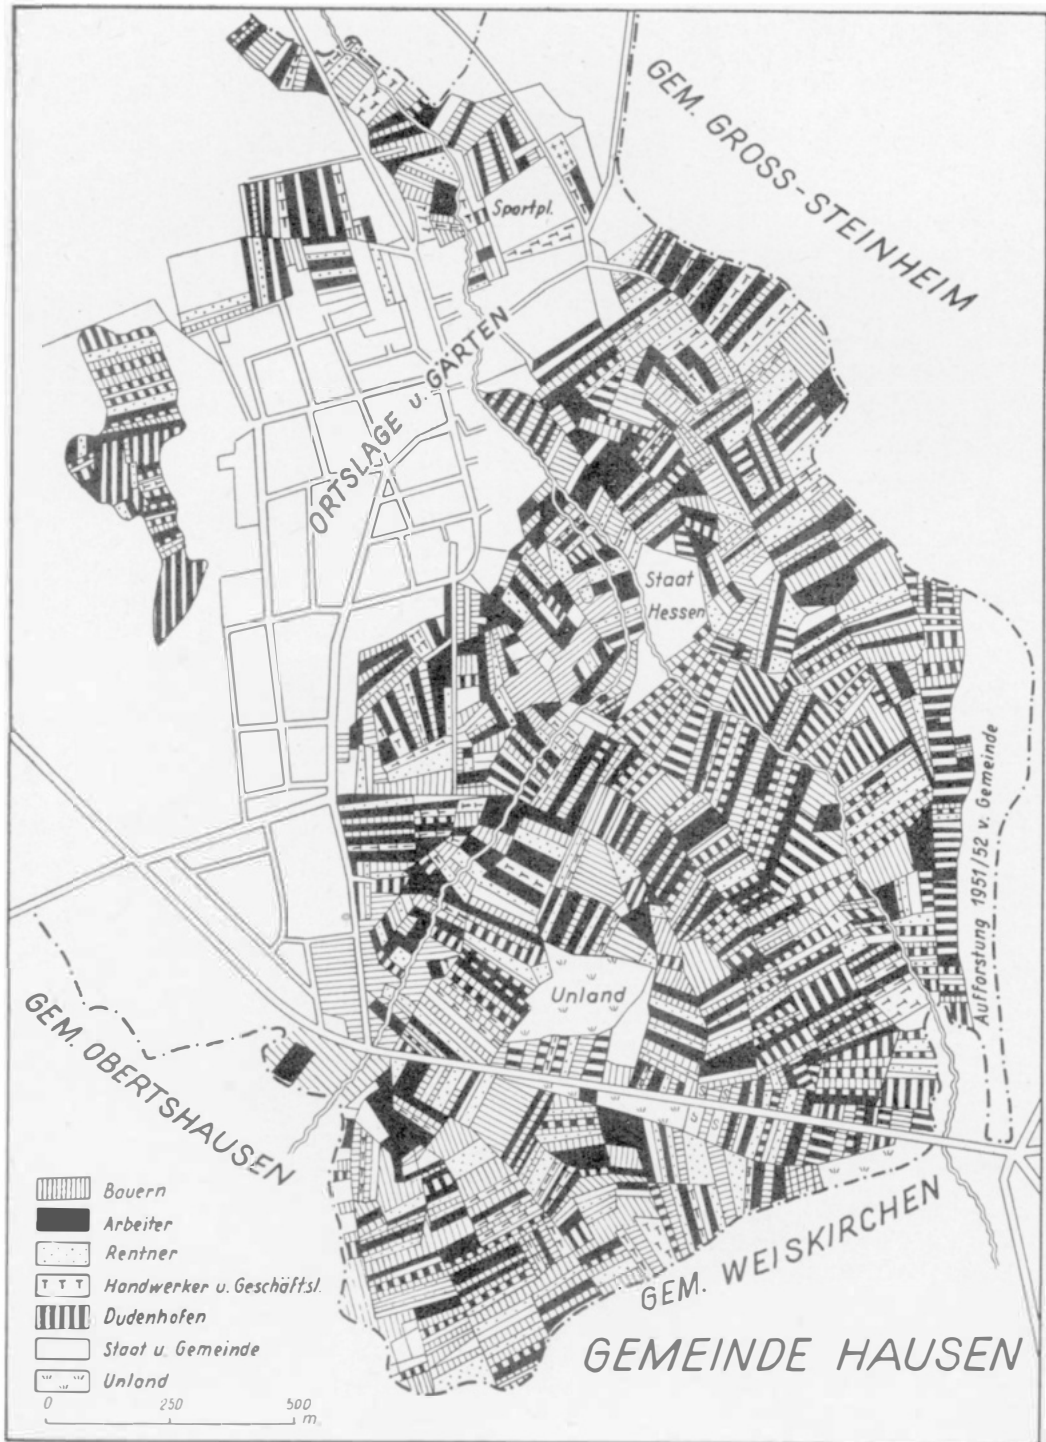 GEM. GROSS-STEINHEIM
Sportpl.
ORTSLAGE u. GÄRTEN
Staat
Hessen
Aufforstung 1951/52 v. Gemeinde
Unland
GEM. OBERTSHAUSEN
S S
GEM. WEISKIRCHEN
GEMEINDE HAUSEN
Bauern
Arbeiter
Rentner
T T T Handwerker u. Geschäftsl.
Dudenhofen
Staat u. Gemeinde
Unland
0 250 500
m